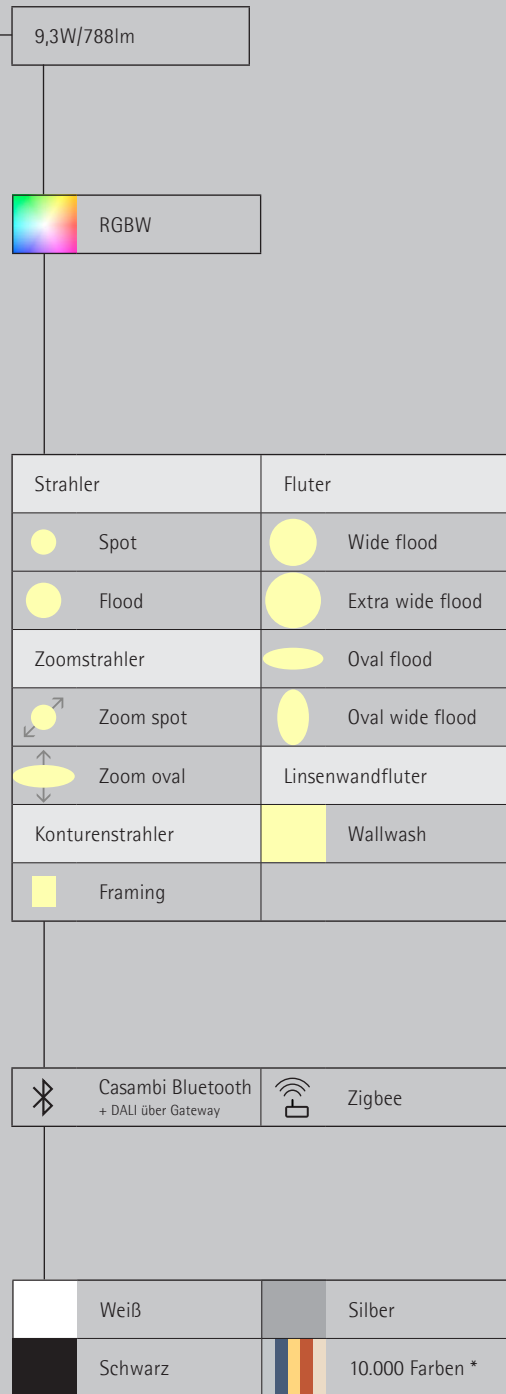 9,3W/788lm
RGBW
Strahler
Fluter
Spot
Wide flood
Flood
Extra wide flood
Zoomstrahler
Oval flood
Zoom spot
Oval wide flood
Zoom oval
Linsenwandfluter
Konturenstrahler
Wallwash
Framing
Casambi Bluetooth
+ DALI über Gateway
Zigbee
Weiß
Silber
Schwarz
10.000 Farben *